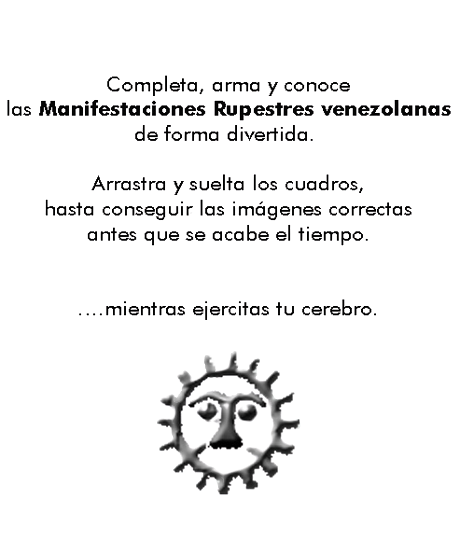 Completa, arma y conoce
las Manifestaciones Rupestres venezolanas
de forma divertida.
Arrastra y suelta los cuadros,
hasta conseguir las imágenes correctas
antes que se acabe el tiempo.
....mientras ejercitas tu cerebro.